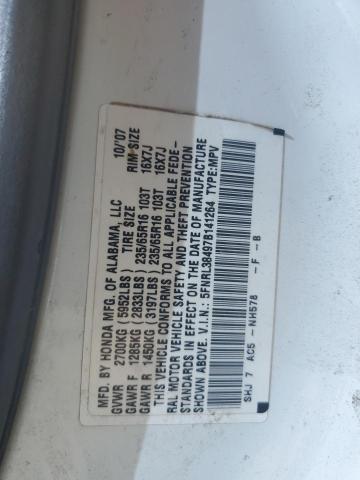 MFD. BY HONDA MFG. OF ALABAMA, LLC 10/'07
GVWR 2700KG(5952LBS) TIRE SIZE RIM SIZE
GAWR F 1285KG(2833LBS) 235/65R16 103T 16X7J
GAWR R 1450KG(3197LBS) 235/65R16 103T 16X7J
THIS VEHICLE CONFORMS TO ALL APPLICABLE FEDE-
RAL MOTOR VEHICLE SAFETY AND THEFT PREVENTION
STANDARDS IN EFFECT ON THE DATE OF MANUFACTURE
SHOWN ABOVE. V.I.N.: 5FNRL38497B141264 TYPE:MPV
SHJ 7 AC5 -NH578 -F -B